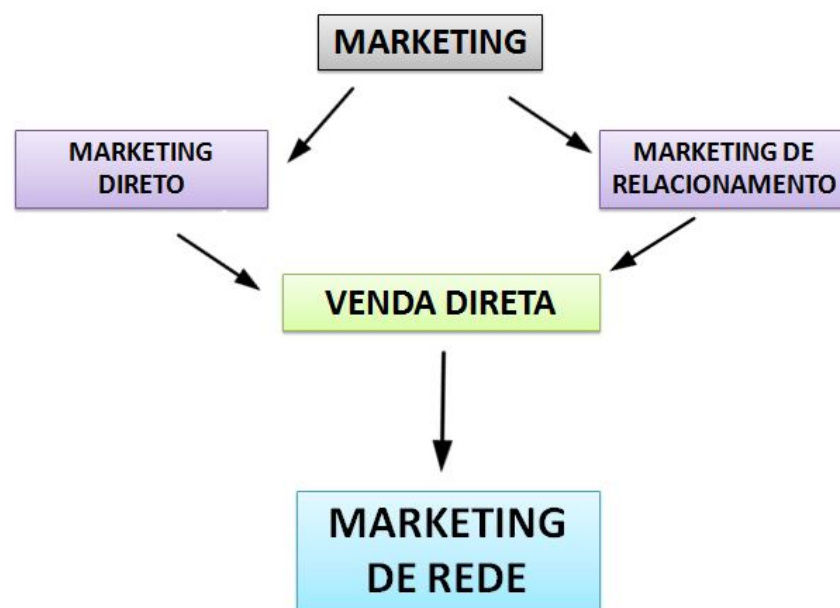 MARKETING
MARKETING
DIRETO
MARKETING DE
RELACIONAMENTO
VENDA DIRETA
MARKETING
DE REDE